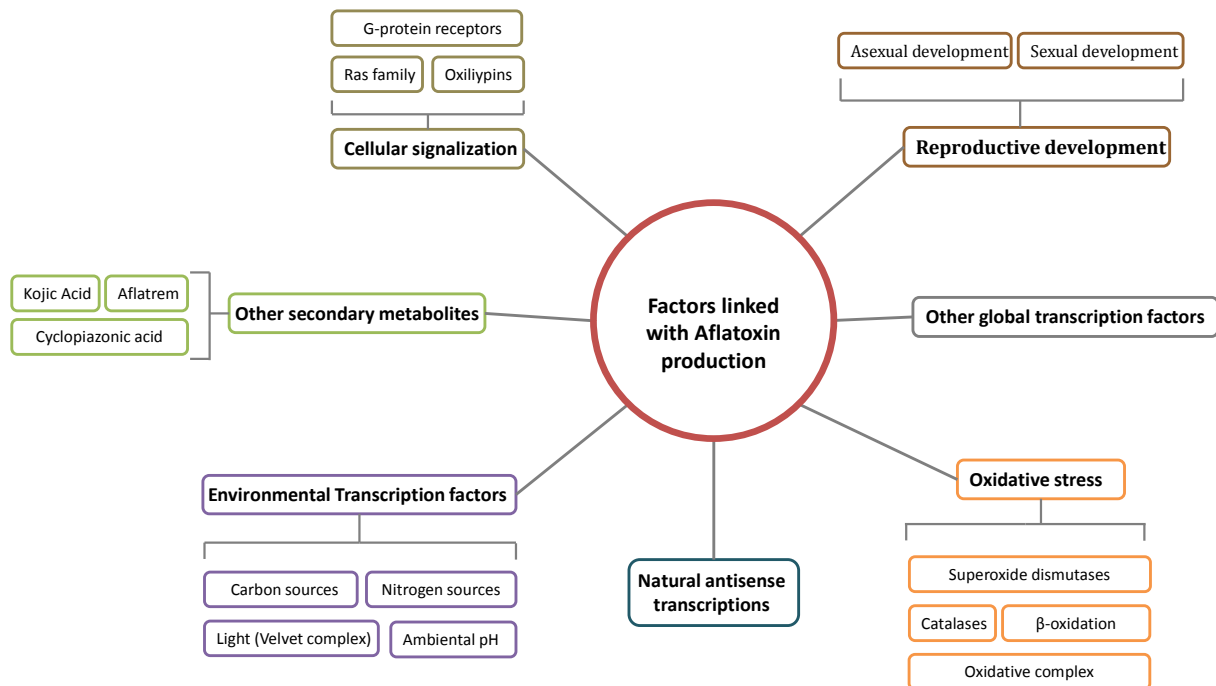 G-protein receptors
Ras family
Oxiliypins
Cellular signalization
Asexual development
Sexual development
Reproductive development
Kojic Acid
Aflatrem
Cyclopiazonic acid
Other secondary metabolites
Factors linked
with Aflatoxin
production
Other global transcription factors
Environmental Transcription factors
Carbon sources
Nitrogen sources
Light (Velvet complex)
Ambiental pH
Natural antisense
transcriptions
Oxidative stress
Superoxide dismutases
Catalases
β-oxidation
Oxidative complex